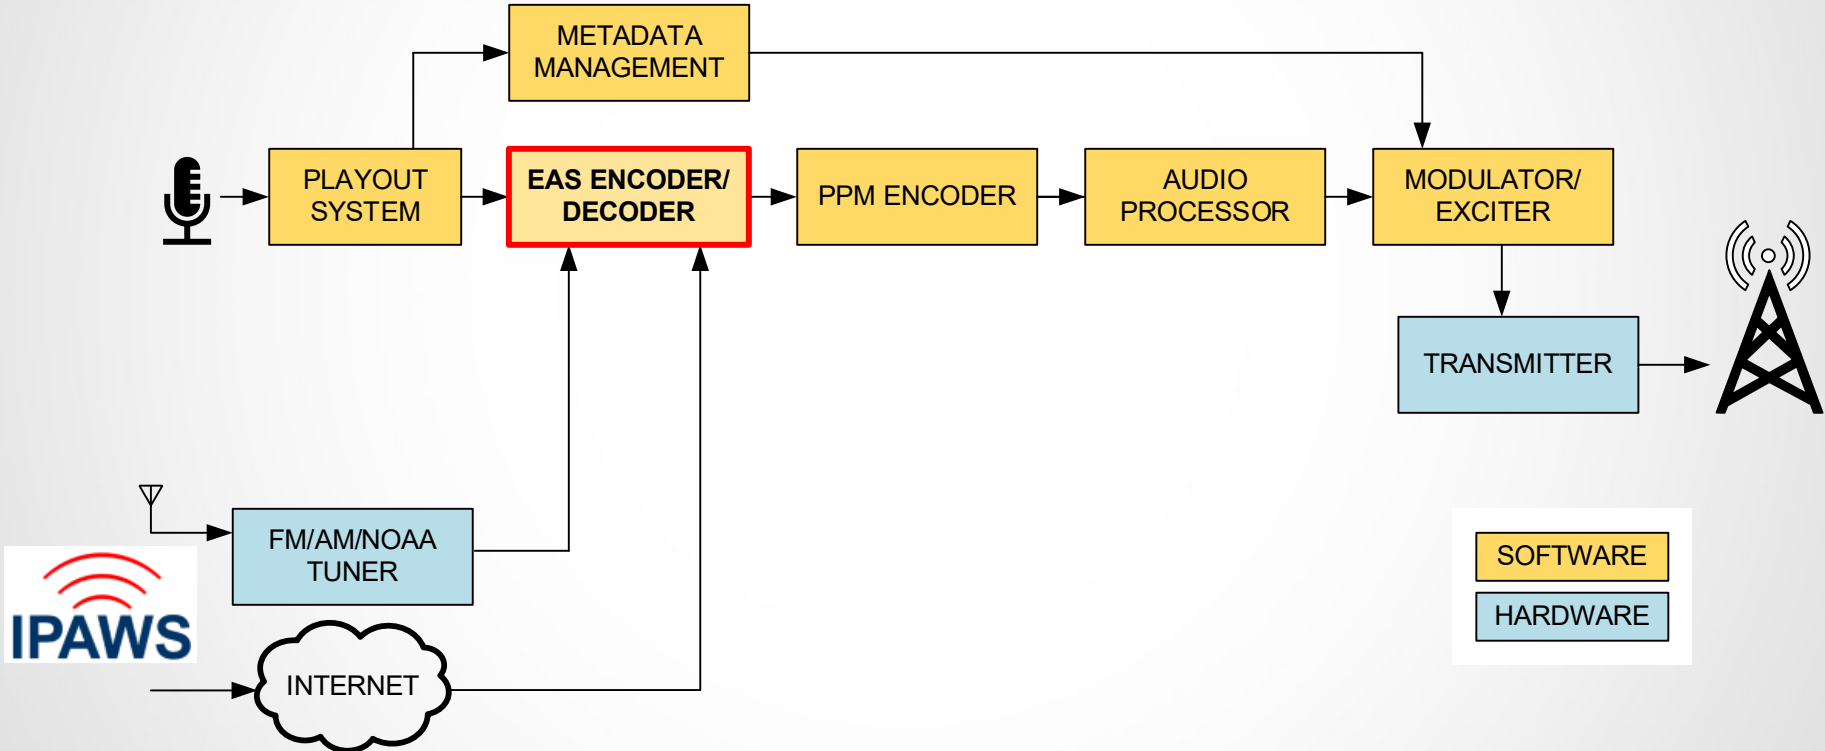 METADATA
MANAGEMENT
PLAYOUT
SYSTEM
EAS ENCODER/
DECODER
PPM ENCODER
AUDIO
PROCESSOR
MODULATOR/
EXCITER
TRANSMITTER
FM/AM/NOAA
TUNER
IPAWS
INTERNET
SOFTWARE
HARDWARE